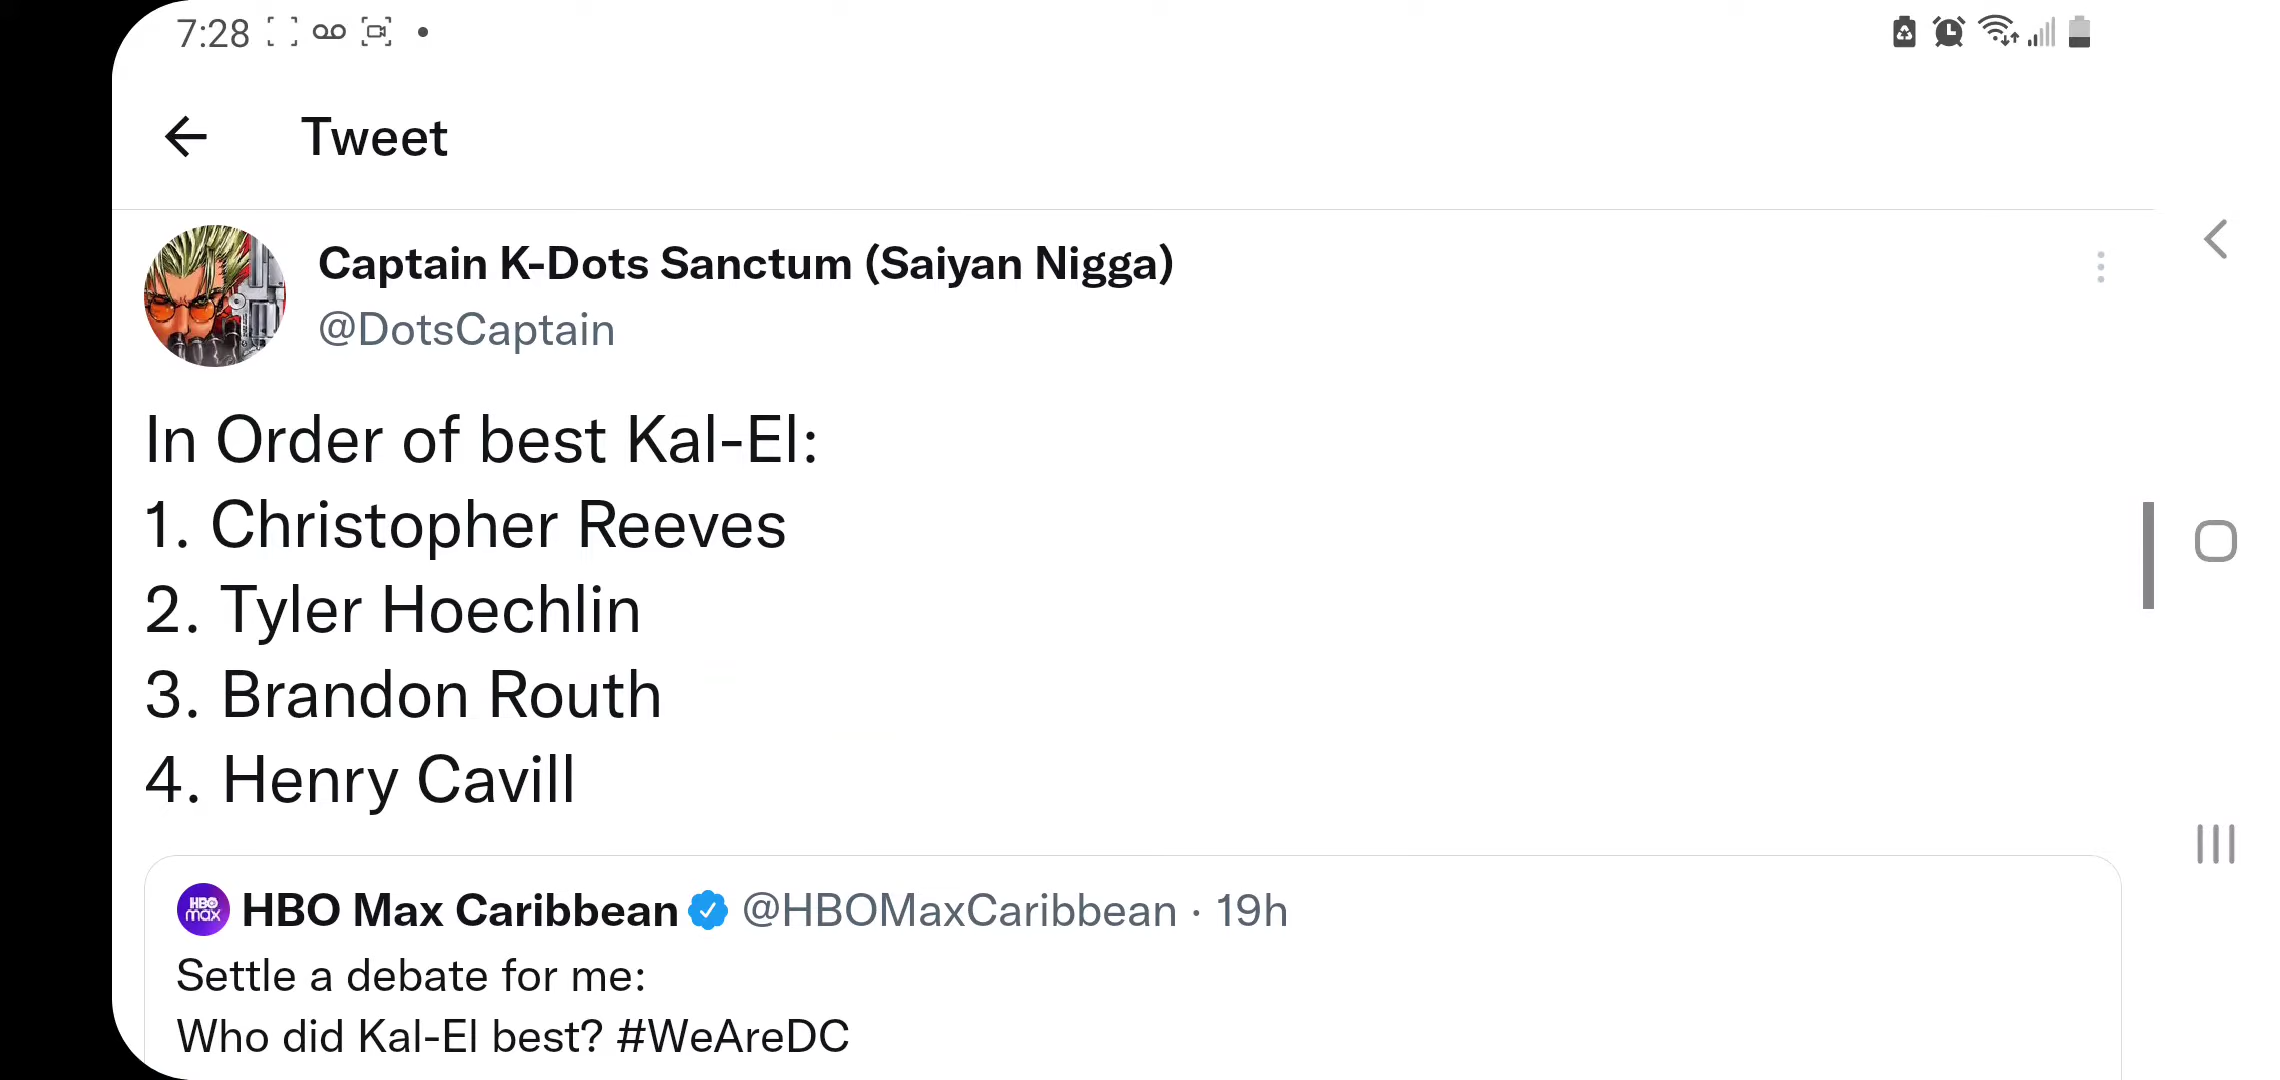 7:28
Tweet
Captain K-Dots Sanctum (Saiyan Nigga)
@DotsCaptain
In Order of best Kal-El:
1. Christopher Reeves
2. Tyler Hoechlin
3. Brandon Routh
4. Henry Cavill
HBO max
HBO Max Caribbean @HBOMaxCaribbean · 19h
Settle a debate for me:
Who did Kal-El best? #WeAreDC